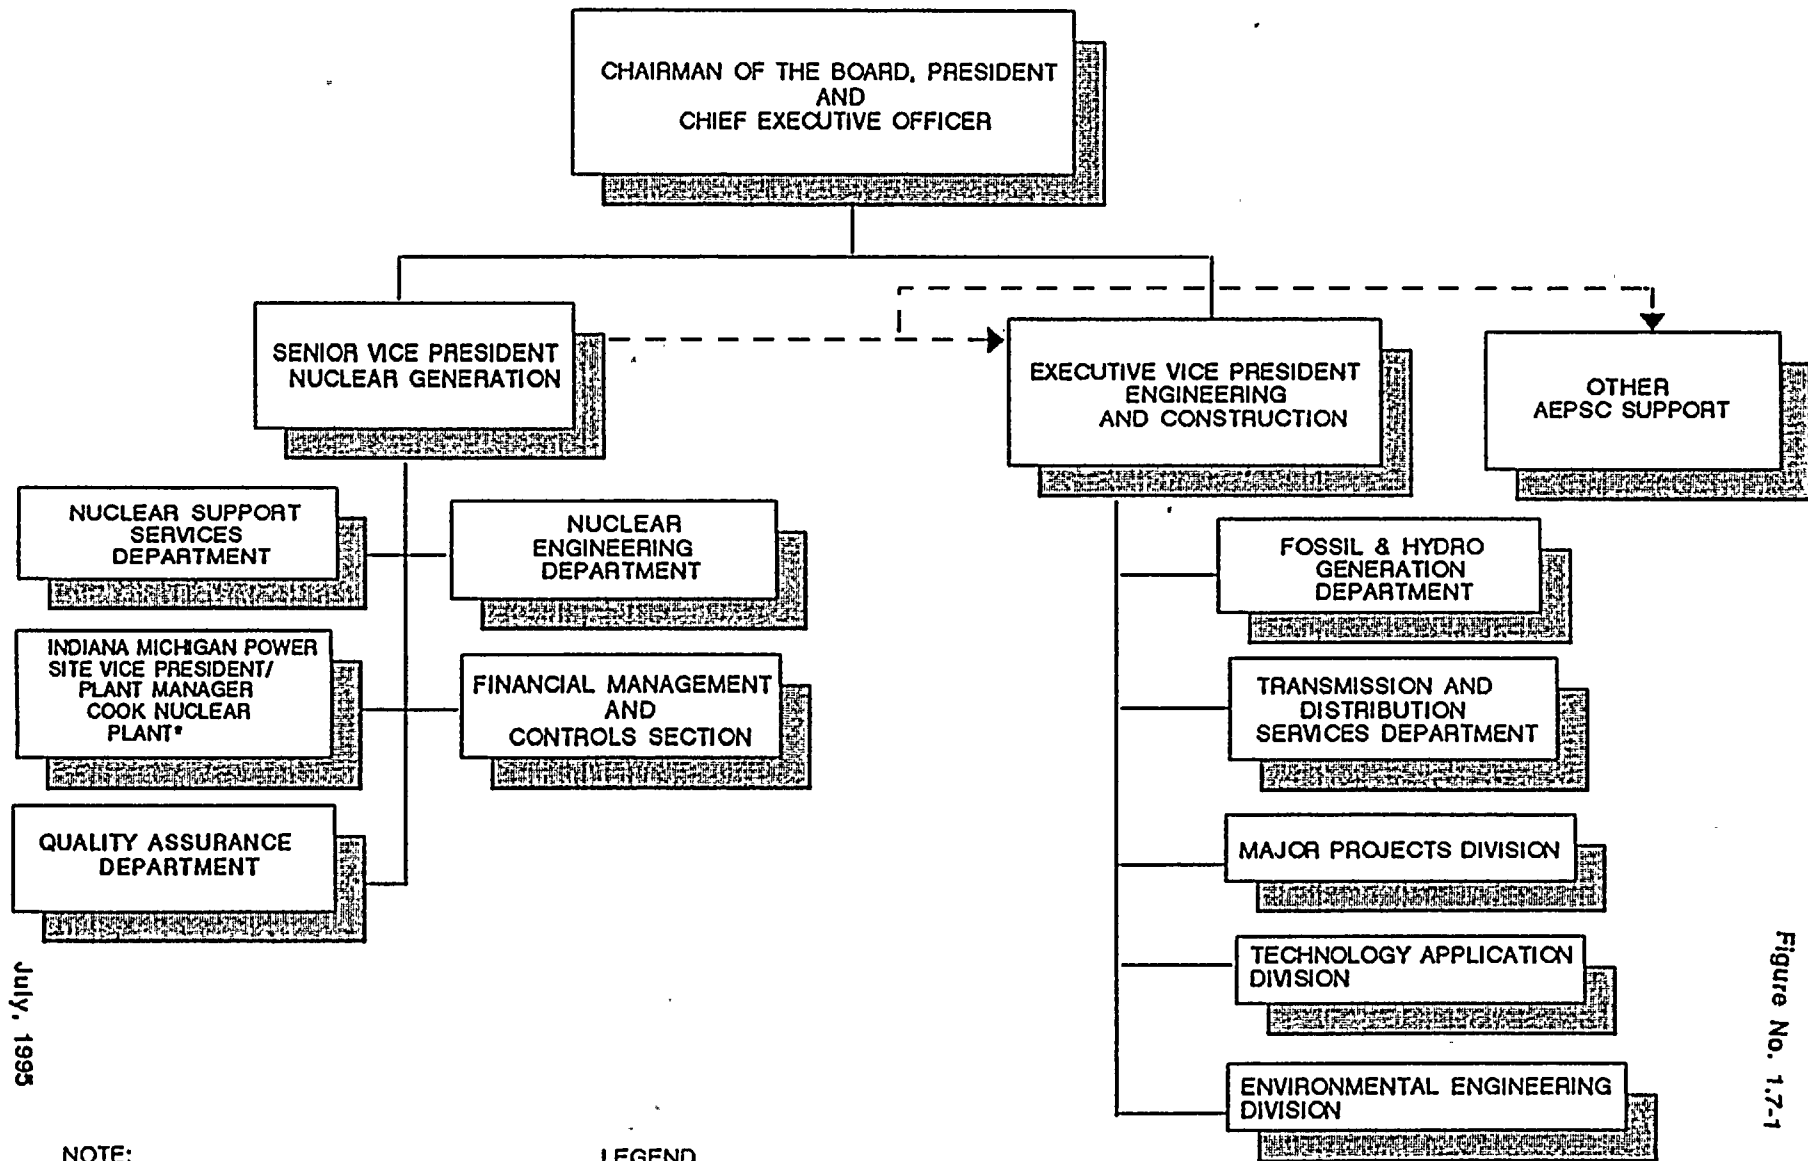 CHAIRMAN OF THE BOARD, PRESIDENT
AND
CHIEF EXECUTIVE OFFICER
SENIOR VICE PRESIDENT
NUCLEAR GENERATION
EXECUTIVE VICE PRESIDENT
ENGINEERING
AND CONSTRUCTION
OTHER
AEPSC SUPPORT
NUCLEAR SUPPORT
SERVICES
DEPARTMENT
NUCLEAR
ENGINEERING
DEPARTMENT
INDIANA MICHIGAN POWER
SITE VICE PRESIDENT/
PLANT MANAGER
COOK NUCLEAR
PLANT*
FINANCIAL MANAGEMENT
AND
CONTROLS SECTION
QUALITY ASSURANCE
DEPARTMENT
FOSSIL & HYDRO
GENERATION
DEPARTMENT
TRANSMISSION AND
DISTRIBUTION
SERVICES DEPARTMENT
MAJOR PROJECTS DIVISION
TECHNOLOGY APPLICATION
DIVISION
ENVIRONMENTAL ENGINEERING
DIVISION
July, 1995
Figure No. 1.7-1
NOTE:
LEGEND